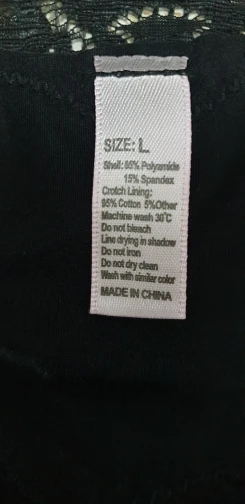 SIZE: L
Shell: 85% Polyamide
15% Spandex
Crotch Lining:
95% Cotton 5%Other
Machine wash 30°C
Do not bleach
Line drying in shadow
Do not iron
Do not dry clean
Wash with similar color
MADE IN CHINA